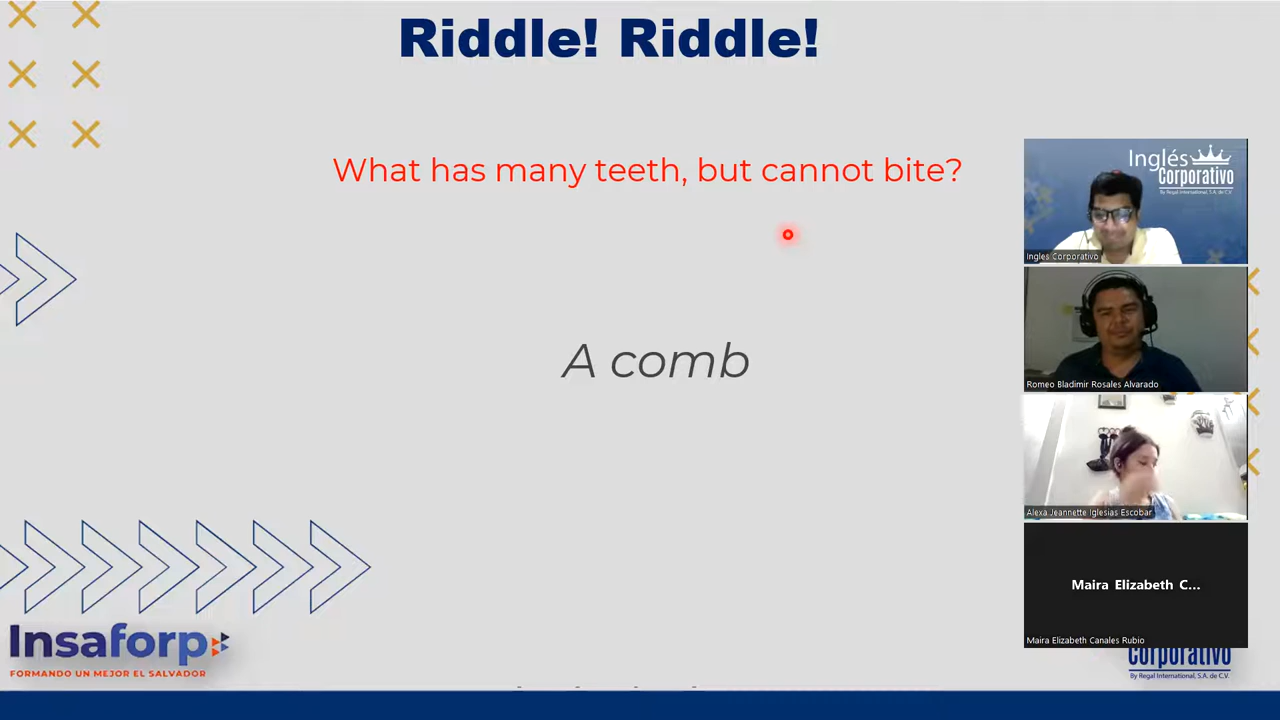 Riddle! Riddle!
What has many teeth, but cannot bite?
A comb
Inglés
Corporativo
By Regal International, S.A. de C.V.
Ingles Corporativo
Romeo Bladimir Rosales Alvarado
Alexa Jeannette Iglesias Escobar
Maira Elizabeth C...
Maira Elizabeth Canales Rubio
Insaforp
FORMANDO UN MEJOR EL SALVADOR
Corporativo
By Regal International, S.A. de C.V.